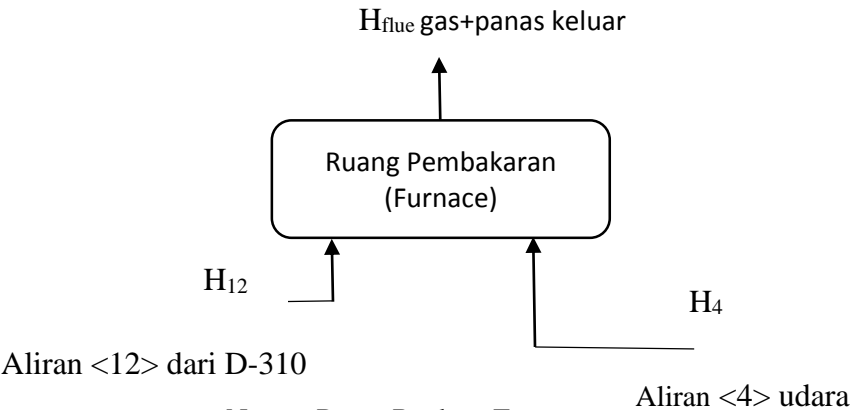 Hflue gas+panas keluar
Ruang Pembakaran
(Furnace)
H12
H4
Aliran <12> dari D-310
Aliran <4> udara